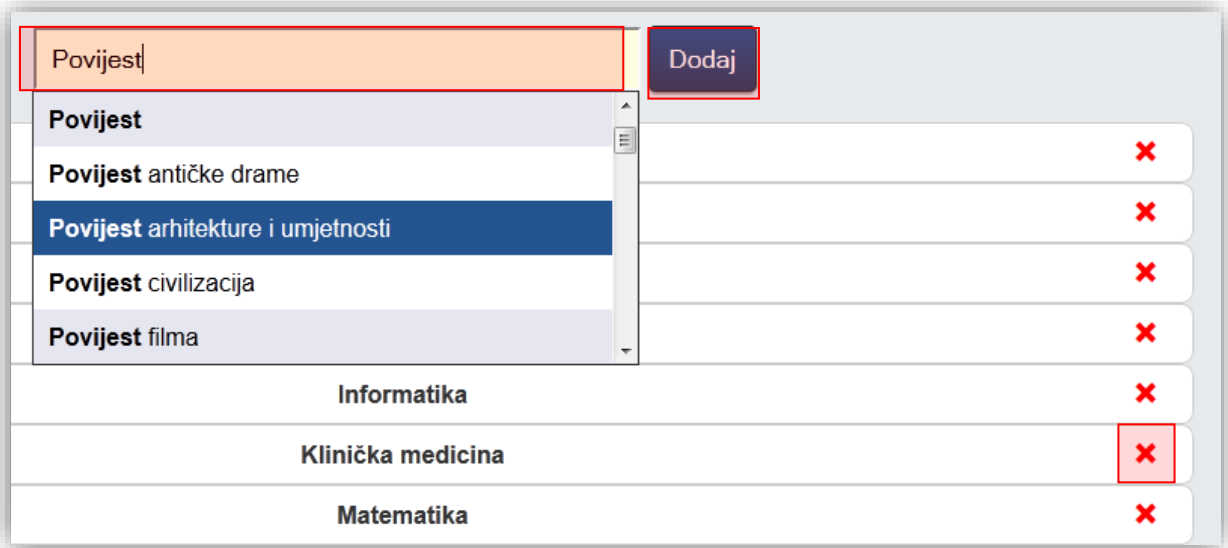 Povijest
Dodaj
Povijest
Povijest antičke drame
Povijest arhitekture i umjetnosti
Povijest civilizacija
Povijest filma
Informatika
Klinička medicina
Matematika